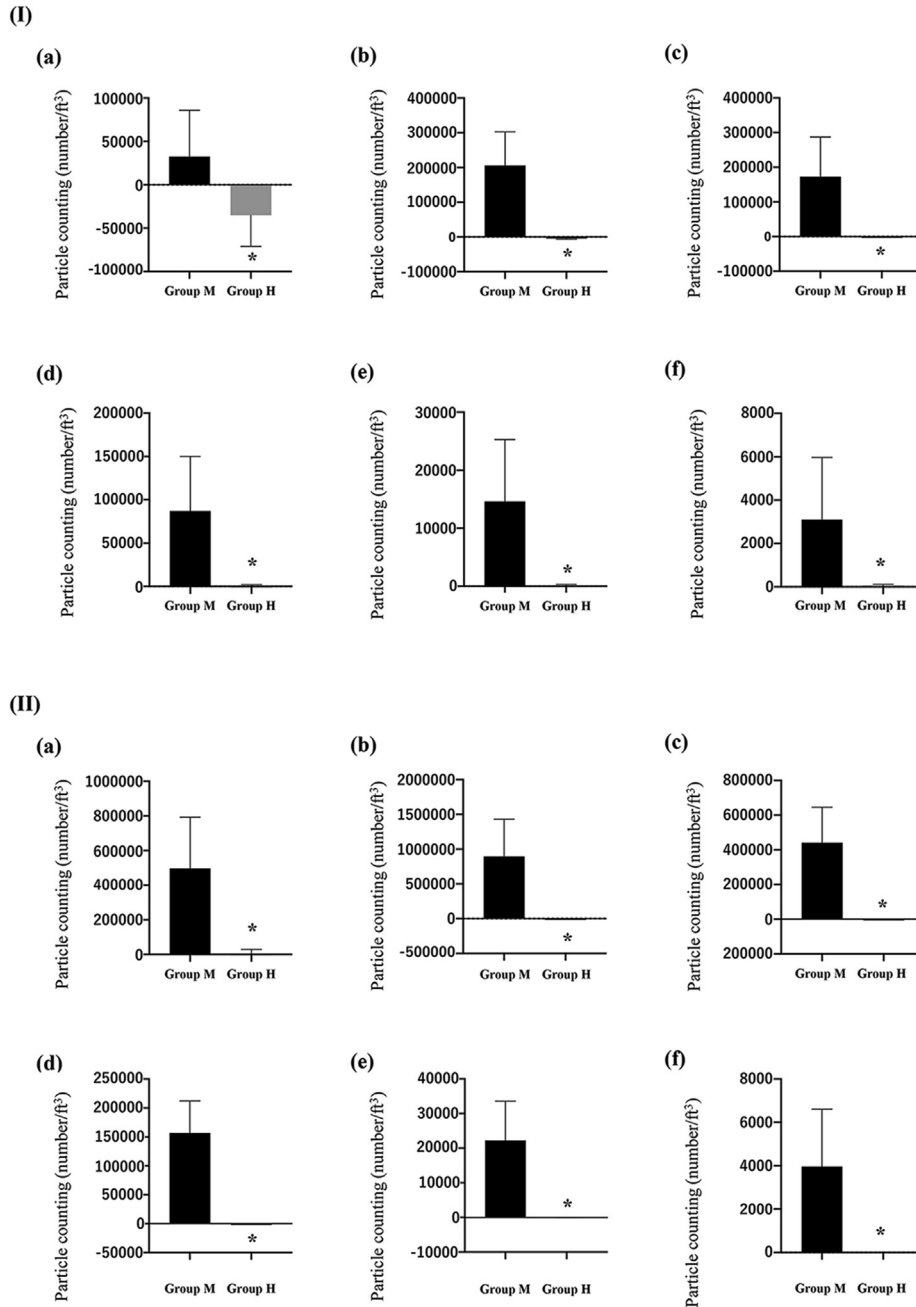 (I)
(a)
(b)
(c)
Particle counting (number/ft³)
100000
50000
0
-50000
-100000
*
Group M Group H
Particle counting (number/ft³)
400000
300000
200000
100000
0
-100000
*
Group M Group H
Particle counting (number/ft³)
400000
300000
200000
100000
0
-100000
*
Group M Group H
(d)
(e)
(f)
Particle counting (number/ft³)
200000
150000
100000
50000
0
*
Group M Group H
Particle counting (number/ft³)
30000
20000
10000
0
*
Group M Group H
Particle counting (number/ft³)
8000
6000
4000
2000
0
*
Group M Group H
(II)
(a)
(b)
(c)
Particle counting (number/ft³)
1000000
800000
600000
400000
200000
0
*
Group M Group H
Particle counting (number/ft³)
2000000
1500000
1000000
500000
0
-500000
*
Group M Group H
Particle counting (number/ft³)
800000
600000
400000
200000
0
200000
*
Group M Group H
(d)
(e)
(f)
Particle counting (number/ft³)
250000
200000
150000
100000
50000
0
-50000
*
Group M Group H
Particle counting (number/ft³)
40000
30000
20000
10000
0
-10000
*
Group M Group H
Particle counting (number/ft³)
8000
6000
4000
2000
0
*
Group M Group H